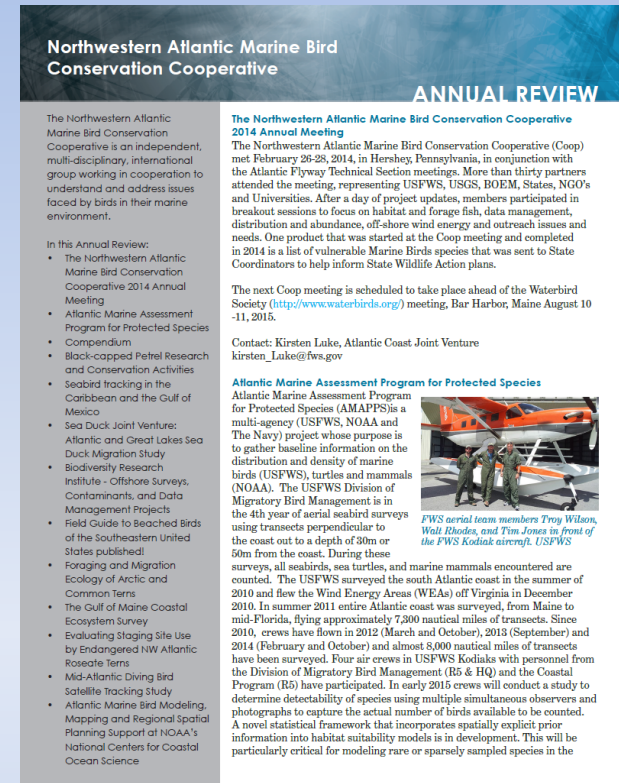 Northwestern Atlantic Marine Bird
Conservation Cooperative
ANNUAL REVIEW
The Northwestern Atlantic
Marine Bird Conservation
Cooperative is an independent,
multi-disciplinary, international
group working in cooperation to
understand and address issues
faced by birds in their marine
environment.
In this Annual Review:
• The Northwestern Atlantic
Marine Bird Conservation
Cooperative 2014 Annual
Meeting
• Atlantic Marine Assessment
Program for Protected Species
• Compendium
• Black-capped Petrel Research
and Conservation Activities
• Seabird tracking in the
Caribbean and the Gulf of
Mexico
• Sea Duck Joint Venture:
Atlantic and Great Lakes Sea
Duck Migration Study
• Biodiversity Research
Institute - Offshore Surveys,
Contaminants, and Data
Management Projects
• Field Guide to Beached Birds
of the Southeastern United
States published!
• Foraging and Migration
Ecology of Arctic and
Common Terns
• The Gulf of Maine Coastal
Ecosystem Survey
• Evaluating Staging Site Use
by Endangered NW Atlantic
Roseate Terns
• Mid-Atlantic Diving Bird
Satellite Tracking Study
• Atlantic Marine Bird Modeling,
Mapping and Regional Spatial
Planning Support at NOAA's
National Centers for Coastal
Ocean Science
The Northwestern Atlantic Marine Bird Conservation Cooperative
2014 Annual Meeting
The Northwestern Atlantic Marine Bird Conservation Cooperative (Coop)
met February 26-28, 2014, in Hershey, Pennsylvania, in conjunction with
the Atlantic Flyway Technical Section meetings. More than thirty parties
attended the meeting, representing USFWS, USGS, BOEM, States, NGO's
and Universities. After a day of project updates, members participated in
breakout sessions to focus on habitat and forage fish, data management,
distribution and abundance, off-shore wind energy and outreach issues and
needs. One product that was started at the Coop meeting and completed
in 2014 is a list of vulnerable Marine Birds species that was sent to State
Coordinators to help inform State Wildlife Action plans.
The next Coop meeting is scheduled to take place ahead of the Waterbird
Society (http://www.waterbirds.org/) meeting, Bar Harbor, Maine August 10
-11, 2015.
Contact: Kirsten Luke, Atlantic Coast Joint Venture
kirsten_Luke@fws.gov
Atlantic Marine Assessment Program for Protected Species
Atlantic Marine Assessment Program
for Protected Species (AMAPPS)is a
multi-agency (USFWS, NOAA and
The Navy) project whose purpose is
to gather baseline information on the
distribution and density of marine
birds (USFWS), turtles and mammals
(NOAA). The USFWS Division of
Migratory Bird Management is in
the 4th year of aerial seabird surveys
using transects perpendicular to
the coast out to a depth of 30m or
50m from the coast. During these
surveys, all seabirds, sea turtles, and marine mammals encountered are
counted. The USFWS surveyed the south Atlantic coast in the summer of
2010 and flew the Wind Energy Areas (WEAs) off Virginia in December
2010. In summer 2011 entire Atlantic coast was surveyed, from Maine to
mid-Florida, flying approximately 7,300 nautical miles of transects. Since
2010, crews have flown in 2012 (March and October), 2013 (September) and
2014 (February and October) and almost 8,000 nautical miles of transects
have been surveyed. Four air crews in USFWS Kodiaks with personnel from
the Division of Migratory Bird Management (R5 & HQ) and the Coastal
Program (R5) have participated. In early 2015 crews will conduct a study to
determine detectability of species using multiple simultaneous observers and
photographs to capture the actual number of birds available to be counted.
A novel statistical framework that incorporates spatially explicit prior
information into habitat suitability models is in development. This will be
particularly critical for modeling rare or sparsely sampled species in the
FWS aerial team members Troy Wilson,
Walt Rhodes, and Tim Jones in front of
the FWS Kodiak aircraft. USFWS